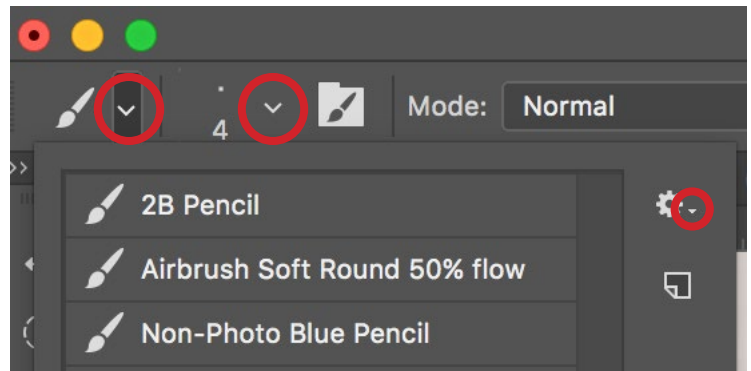 4
Mode: Normal
2B Pencil
Airbrush Soft Round 50% flow
Non-Photo Blue Pencil